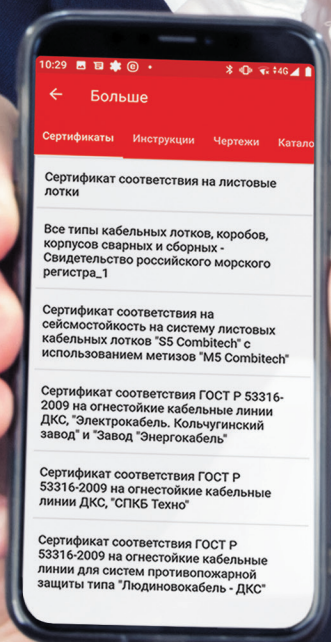 10:29
4G
Больше
Сертификаты Инструкции Чертежи Катало
Сертификат соответствия на листовые
лотки
Все типы кабельных лотков, коробов,
корпусов сварных и сборных -
Свидетельство российского морского
регистра_1
Сертификат соответствия на
сейсмостойкость на систему листовых
кабельных лотков "S5 Combitech" с
использованием метизов "M5 Combitech"
Сертификат соответствия ГОСТ Р 53316-
2009 на огнестойкие кабельные линии
ДКС, "Электрокабель. Кольчугинский
завод" и "Завод "Энергокабель"
Сертификат соответствия ГОСТ Р
53316-2009 на огнестойкие кабельные
линии ДКС, "СПКБ Техно"
Сертификат соответствия ГОСТ Р
53316-2009 на огнестойкие кабельные
линии для систем противопожарной
защиты типа "Людиновокабель - ДКС"